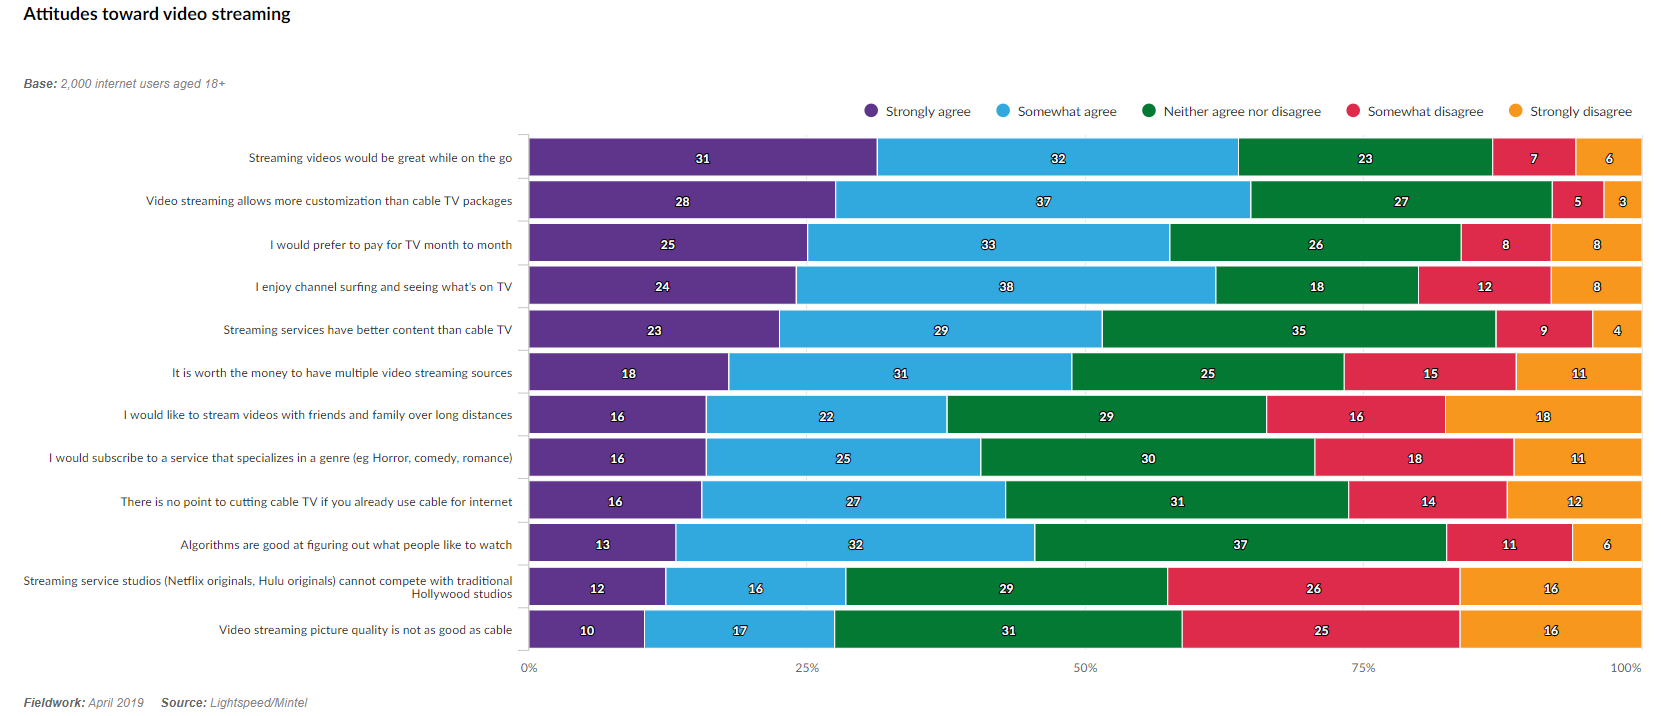 Attitudes toward video streaming
Base: 2,000 internet users aged 18+
Strongly agree Somewhat agree Neither agree nor disagree Somewhat disagree Strongly disagree
Streaming videos would be great while on the go 31 32 23 7 6
Video streaming allows more customization than cable TV packages 28 37 27 5 3
I would prefer to pay for TV month to month 25 33 26 8 8
I enjoy channel surfing and seeing what's on TV 24 38 18 12 8
Streaming services have better content than cable TV 23 29 35 9 4
It is worth the money to have multiple video streaming sources 18 31 25 15 11
I would like to stream videos with friends and family over long distances 16 22 29 16 18
I would subscribe to a service that specializes in a genre (eg Horror, comedy, romance) 16 25 30 18 11
There is no point to cutting cable TV if you already use cable for internet 16 27 31 14 12
Algorithms are good at figuring out what people like to watch 13 32 37 11 6
Streaming service studios (Netflix originals, Hulu originals) cannot compete with traditional
Hollywood studios 12 16 29 26 16
Video streaming picture quality is not as good as cable 10 17 31 25 16
0% 25% 50% 75% 100%
Fieldwork: April 2019 Source: Lightspeed/Mintel